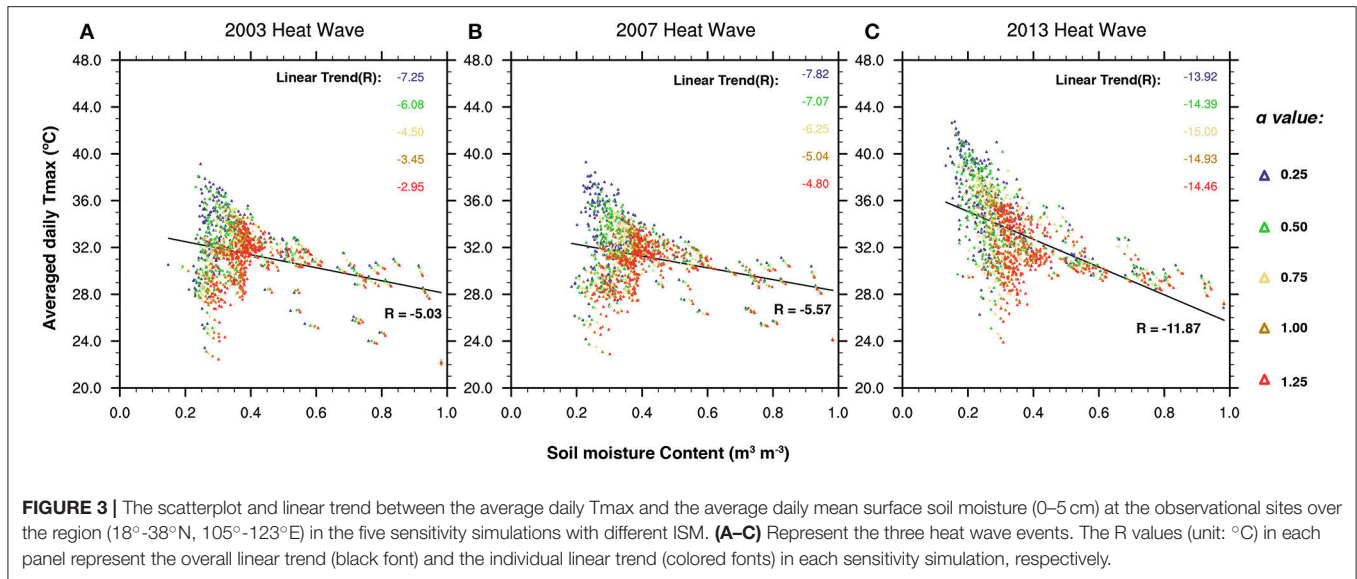 A 2003 Heat Wave
B 2007 Heat Wave
C 2013 Heat Wave
Averaged daily Tmax (°C)
48.0
44.0
40.0
36.0
32.0
28.0
24.0
20.0
Linear Trend(R): -7.25
-6.08
-4.50
-3.45
-2.95
R = -5.03
0.0 0.2 0.4 0.6 0.8 1.0
48.0
44.0
40.0
36.0
32.0
28.0
24.0
20.0
Linear Trend(R): -7.82
-7.07
-6.25
-5.04
-4.80
R = -5.57
0.0 0.2 0.4 0.6 0.8 1.0
48.0
44.0
40.0
36.0
32.0
28.0
24.0
20.0
Linear Trend(R): -13.92
-14.39
-15.00
-14.93
-14.46
R = -11.87
0.0 0.2 0.4 0.6 0.8 1.0
α value:
0.25
0.50
0.75
1.00
1.25
Soil moisture Content (m³ m⁻³)
FIGURE 3 | The scatterplot and linear trend between the average daily Tmax and the average daily mean surface soil moisture (0–5 cm) at the observational sites over
the region (18°-38°N, 105°-123°E) in the five sensitivity simulations with different ISM. (A–C) Represent the three heat wave events. The R values (unit: °C) in each
panel represent the overall linear trend (black font) and the individual linear trend (colored fonts) in each sensitivity simulation, respectively.